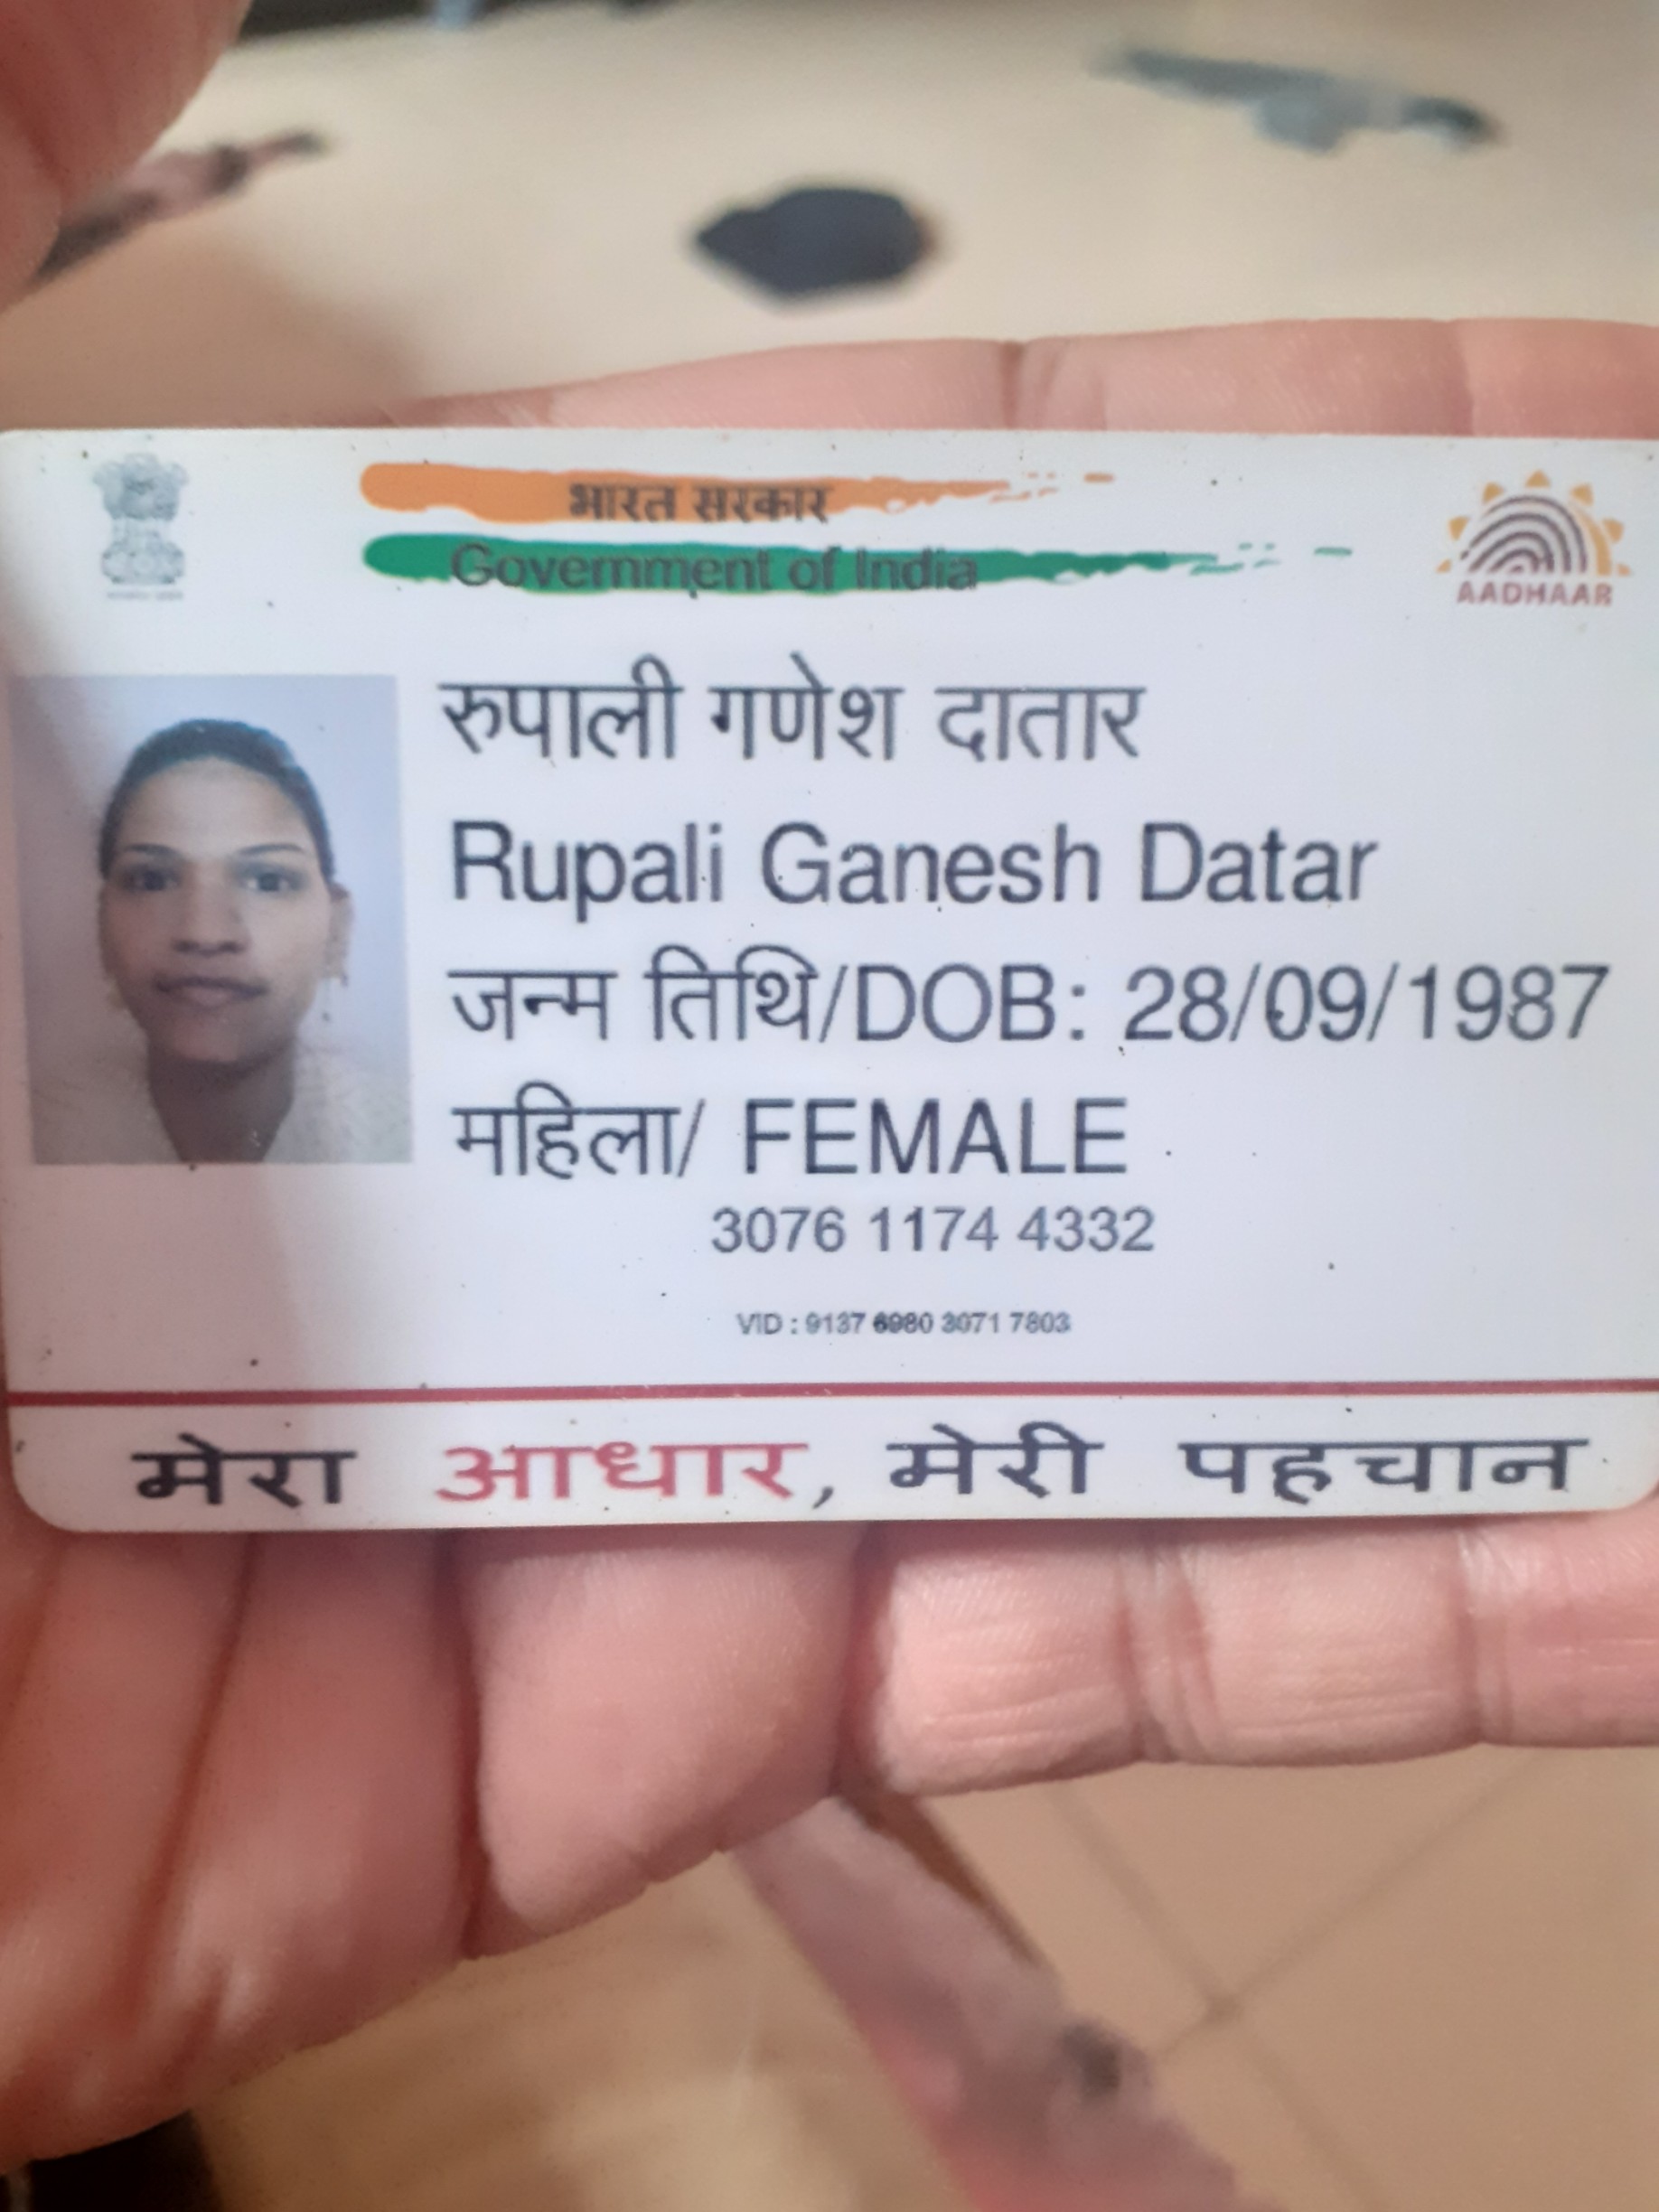 भारत सरकार
Government of India
AADHAAR
रुपाली गणेश दातार
Rupali Ganesh Datar
जन्म तिथि/DOB: 28/09/1987
महिला/ FEMALE
3076 1174 4332
VID : 9137 6980 3071 7803
मेरा आधार, मेरी पहचान